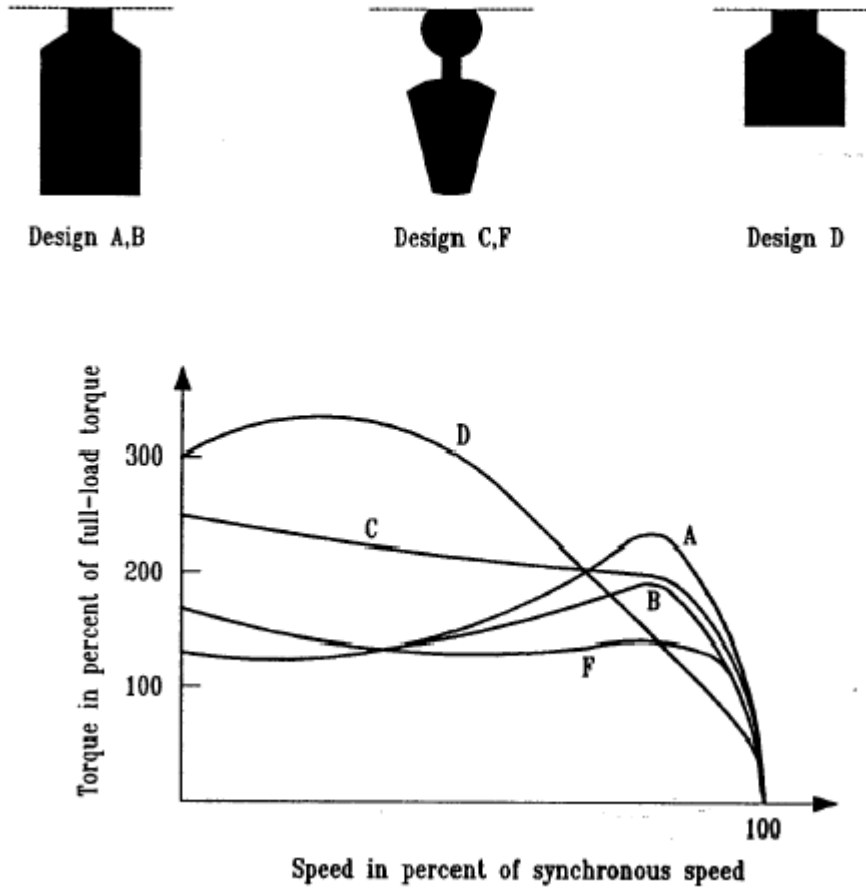 Design A,B
Design C,F
Design D
Torque in percent of full-load torque
300
200
100
D
C
A
B
F
100
Speed in percent of synchronous speed